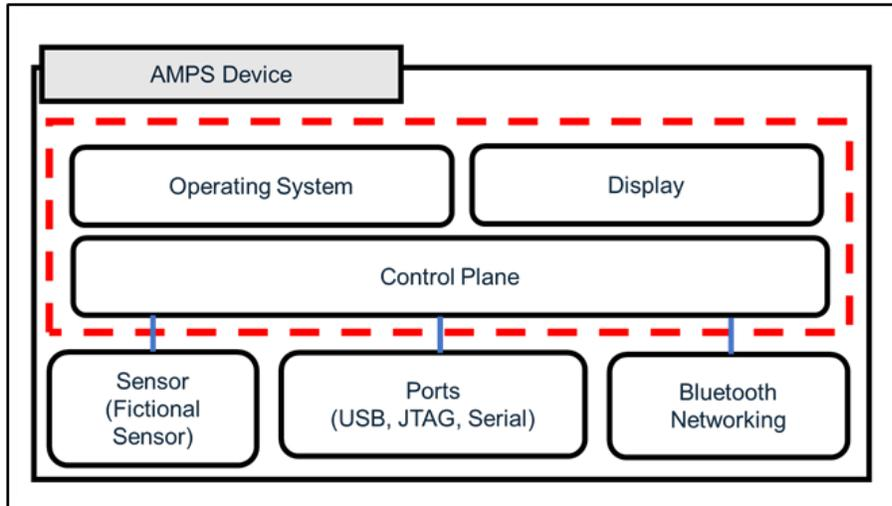 AMPS Device
Operating System
Display
Control Plane
Sensor
(Fictional
Sensor)
Ports
(USB, JTAG, Serial)
Bluetooth
Networking